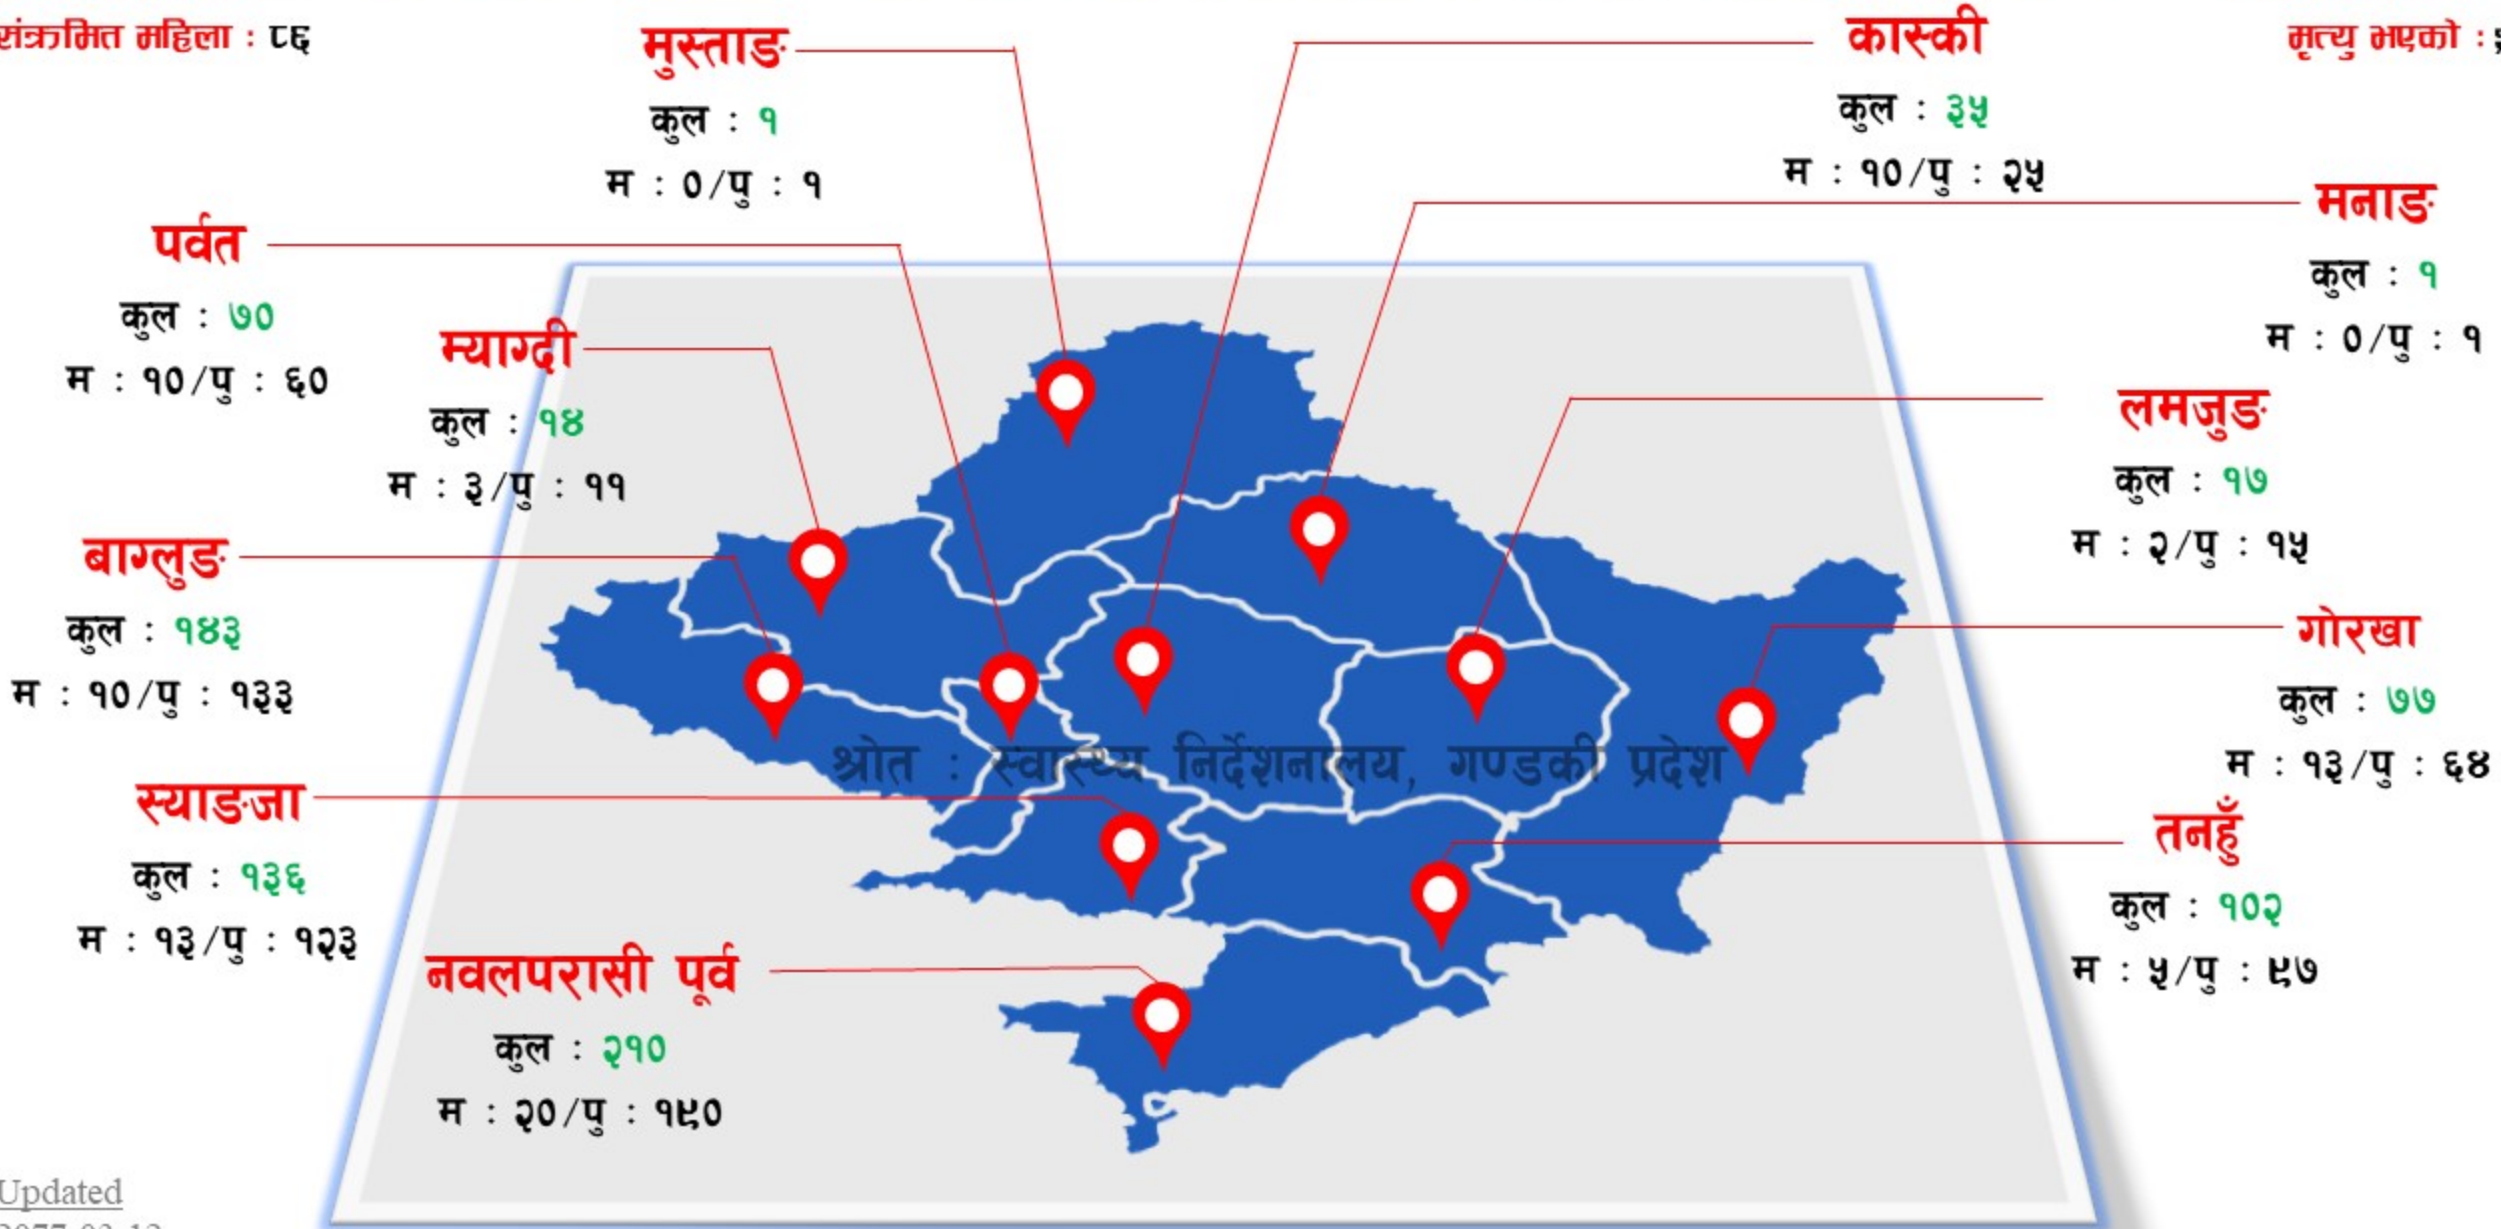 संक्रमित महिला : ८६
मृत्यु भएको :
मुस्ताङ
कुल : १
म : ०/पु : १
कास्की
कुल : ३५
म : १०/पु : २५
मनाङ
कुल : १
म : ०/पु : १
पर्वत
कुल : ७०
म : १०/पु : ६०
म्याग्दी
कुल : १४
म : ३/पु : ११
लमजुङ
कुल : १७
म : २/पु : १५
बाग्लुङ
कुल : १४३
म : १०/पु : १३३
गोरखा
कुल : ७७
म : १३/पु : ६४
श्रोत : स्वास्थ्य निर्देशनालय, गण्डकी प्रदेश
स्याङजा
कुल : १३६
म : १३/पु : १२३
तनहुँ
कुल : १०२
म : ५/पु : ९७
नवलपरासी पूर्व
कुल : २१०
म : २०/पु : १९०
Updated